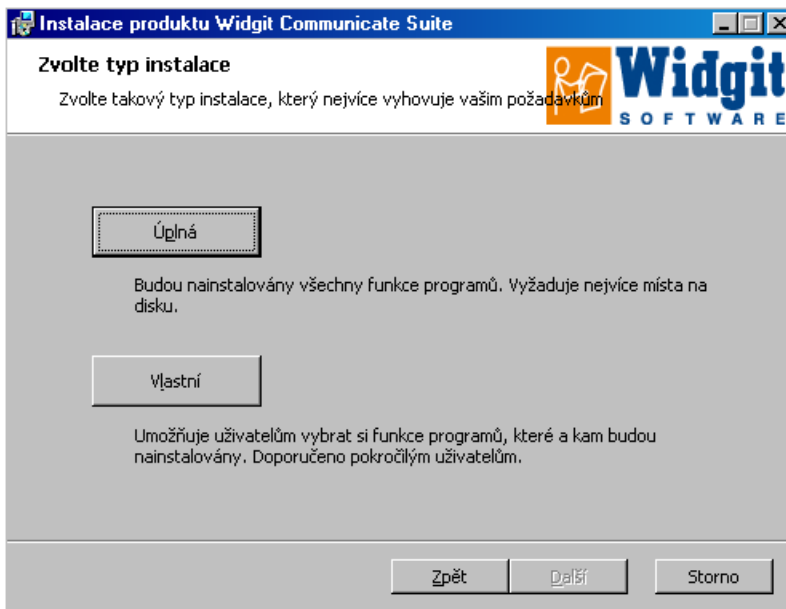 Instalace produktu Widgit Communicate Suite
Zvolte typ instalace
Zvolte takový typ instalace, který nejvíce vyhovuje vašim požadavkům
Widgit
SOFTWARE
Úplná
Budou nainstalovány všechny funkce programů. Vyžaduje nejvíce místa na
disku.
Vlastní
Umožňuje uživatelům vybrat si funkce programů, které a kam budou
nainstalovány. Doporučeno pokročilým uživatelům.
Zpět
Další
Storno